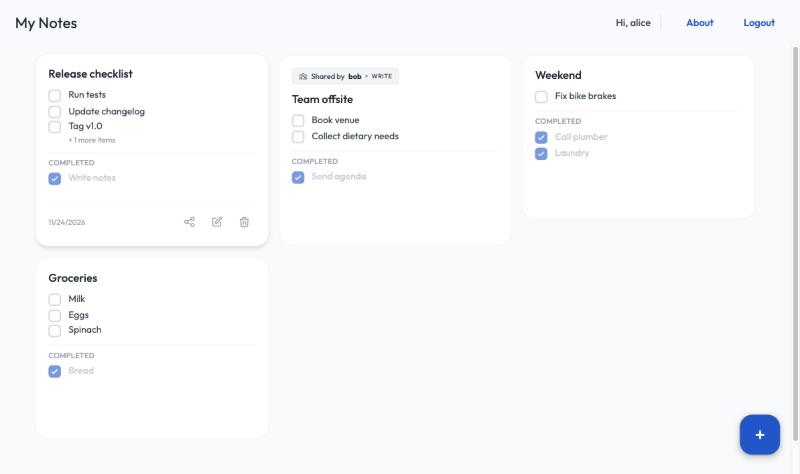 My Notes
Hi, alice
About
Logout
Release checklist
Run tests
Update changelog
Tag v1.0
+ 1 more items
COMPLETED
Write notes
11/24/2026
Shared by bob • WRITE
Team offsite
Book venue
Collect dietary needs
COMPLETED
Send agenda
Weekend
Fix bike brakes
COMPLETED
Call plumber
Laundry
Groceries
Milk
Eggs
Spinach
COMPLETED
Bread
+